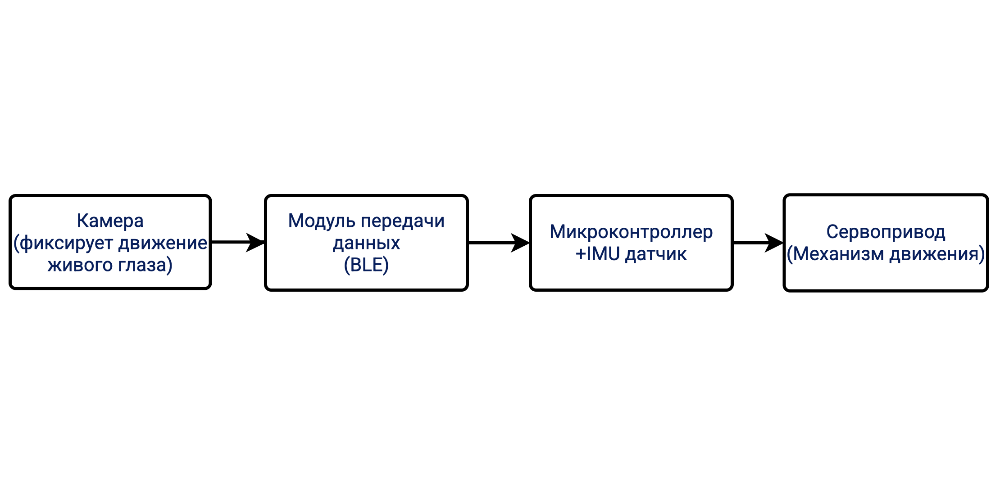 Камера
(фиксирует движение
живого глаза)
Модуль передачи
данных
(BLE)
Микроконтроллер
+IMU датчик
Сервопривод
(Механизм движения)